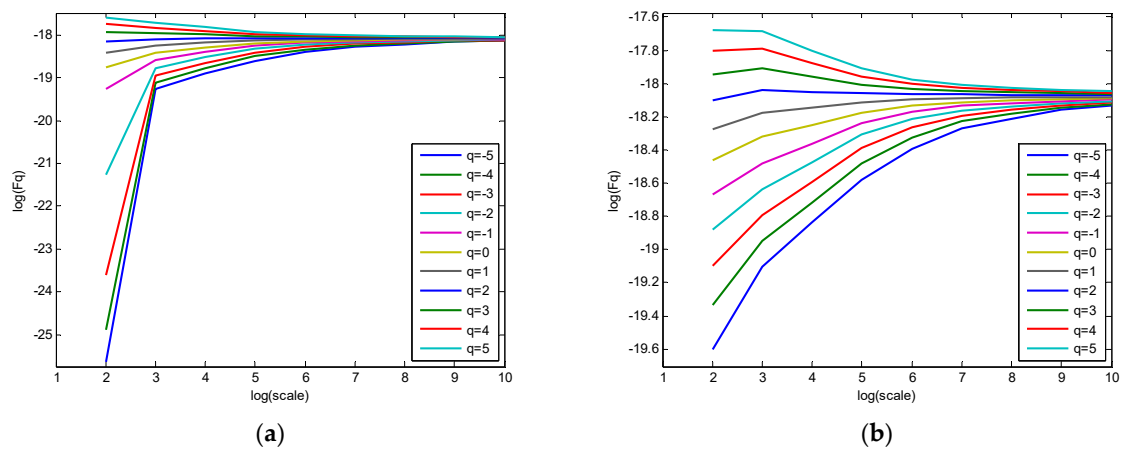 -18
-19
-20
-21
-22
-23
-24
-25
log(Fq)
1 2 3 4 5 6 7 8 9 10
log(scale)
q=-5
q=-4
q=-3
q=-2
q=-1
q=0
q=1
q=2
q=3
q=4
q=5
(a)
-17.6
-17.8
-18
-18.2
-18.4
-18.6
-18.8
-19
-19.2
-19.4
-19.6
log(Fq)
1 2 3 4 5 6 7 8 9 10
log(scale)
q=-5
q=-4
q=-3
q=-2
q=-1
q=0
q=1
q=2
q=3
q=4
q=5
(b)